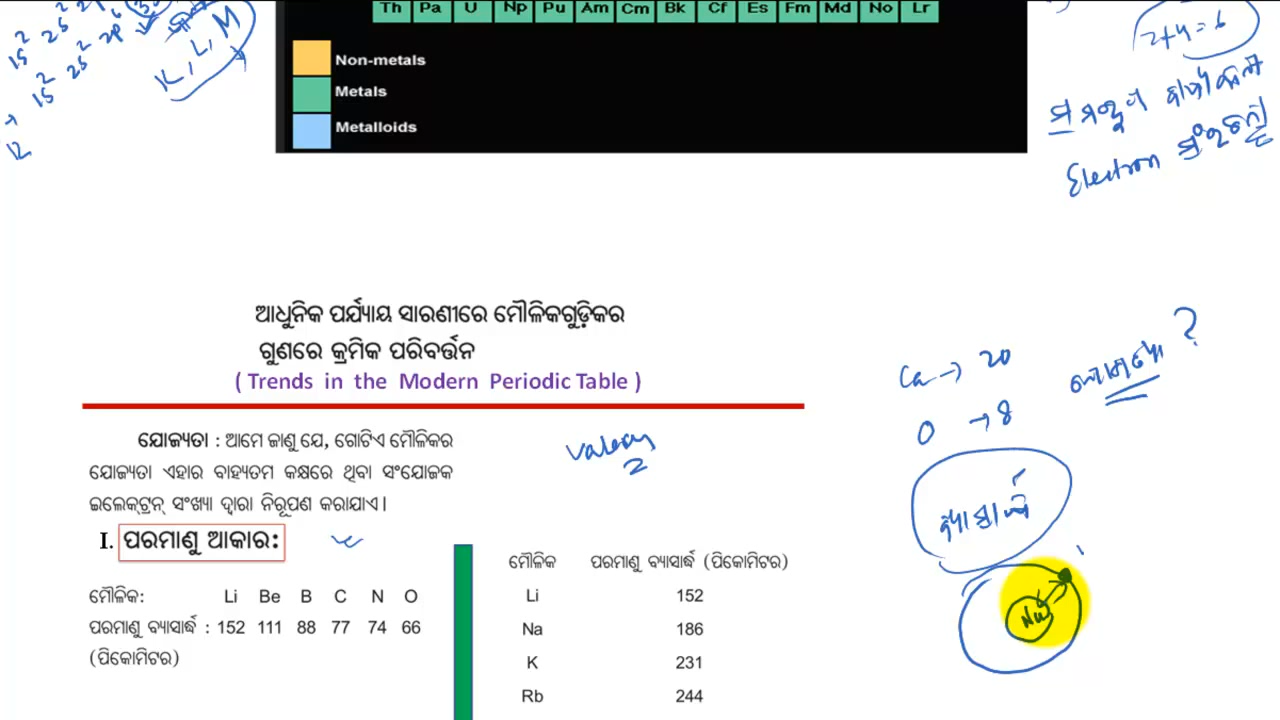 Th Pa U Np Pu Am Cm Bk Cf Es Fm Md No Lr
Non-metals
Metals
Metalloids
K, L, M
2+4=6
Electron
ଆଧୁନିକ ପର୍ଯ୍ୟାୟ ସାରଣୀରେ ମୌଳିକଗୁଡ଼ିକର
ଗୁଣରେ କ୍ରମିକ ପରିବର୍ତ୍ତନ
( Trends in the Modern Periodic Table )
ଯୋଜ୍ୟତା : ଆମେ ଜାଣୁ ଯେ, ଗୋଟିଏ ମୌଳିକର
ଯୋଜ୍ୟତା ଏହାର ବାହ୍ୟତମ କକ୍ଷରେ ଥିବା ସଂଯୋଜକ
ଇଲେକ୍ଟ୍ରନ୍ ସଂଖ୍ୟା ଦ୍ୱାରା ନିରୂପଣ କରାଯାଏ।
I. ପରମାଣୁ ଆକାର:
ମୌଳିକ: Li Be B C N O
ପରମାଣୁ ବ୍ୟାସାର୍ଦ୍ଧ : 152 111 88 77 74 66
(ପିକୋମିଟର)
ମୌଳିକ ପରମାଣୁ ବ୍ୟାସାର୍ଦ୍ଧ (ପିକୋମିଟର)
Li 152
Na 186
K 231
Rb 244
Ca → 20
O → 8
?
2
Nu